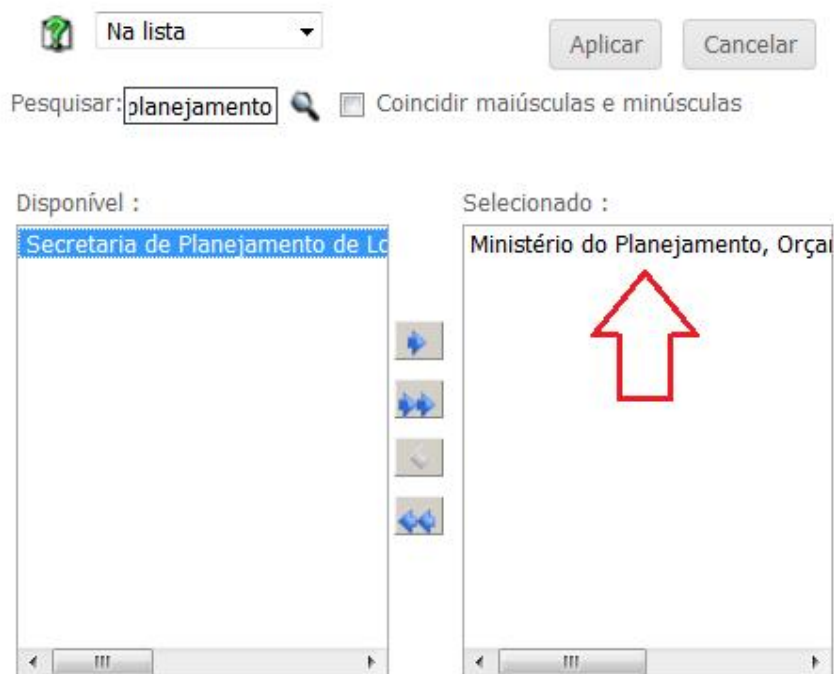 Na lista
Aplicar
Cancelar
Pesquisar: planejamento
Coincidir maiúsculas e minúsculas
Disponível :
Selecionado :
Secretaria de Planejamento de Lo
Ministério do Planejamento, Orçar